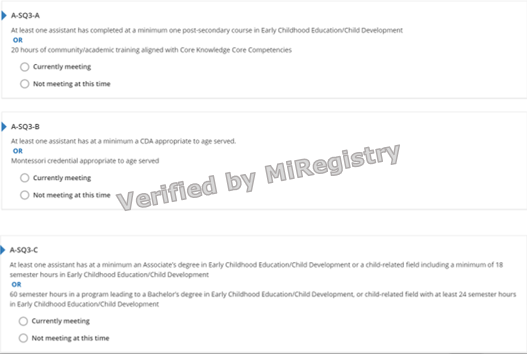 A-SQ3-A
At least one assistant has completed at a minimum one post-secondary course in Early Childhood Education/Child Development
OR
20 hours of community/academic training aligned with Core Knowledge Core Competencies
Currently meeting
Not meeting at this time
A-SQ3-B
At least one assistant has at a minimum a CDA appropriate to age served.
OR
Montessori credential appropriate to age served
Currently meeting
Not meeting at this time
Verified by MiRegistry
A-SQ3-C
At least one assistant has at a minimum an Associate's degree in Early Childhood Education/Child Development or a child-related field including a minimum of 18
semester hours in Early Childhood Education/Child Development
OR
60 semester hours in a program leading to a Bachelor's degree in Early Childhood Education/Child Development, or child-related field with at least 24 semester hours
in Early Childhood Education/Child Development
Currently meeting
Not meeting at this time